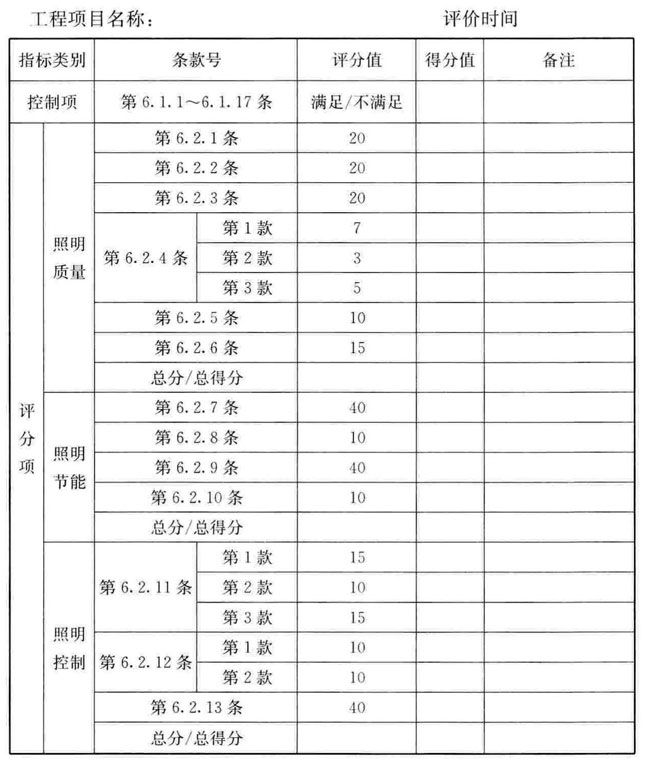 工程项目名称： 评价时间
指标类别 条款号 评分值 得分值 备注
控制项 第 6.1.1～6.1.17 条 满足/不满足
评分项
照明质量
第 6.2.1 条 20
第 6.2.2 条 20
第 6.2.3 条 20
第 6.2.4 条
第 1 款 7
第 2 款 3
第 3 款 5
第 6.2.5 条 10
第 6.2.6 条 15
总分/总得分
照明节能
第 6.2.7 条 40
第 6.2.8 条 10
第 6.2.9 条 40
第 6.2.10 条 10
总分/总得分
照明控制
第 6.2.11 条
第 1 款 15
第 2 款 10
第 3 款 15
第 6.2.12 条
第 1 款 10
第 2 款 10
第 6.2.13 条 40
总分/总得分